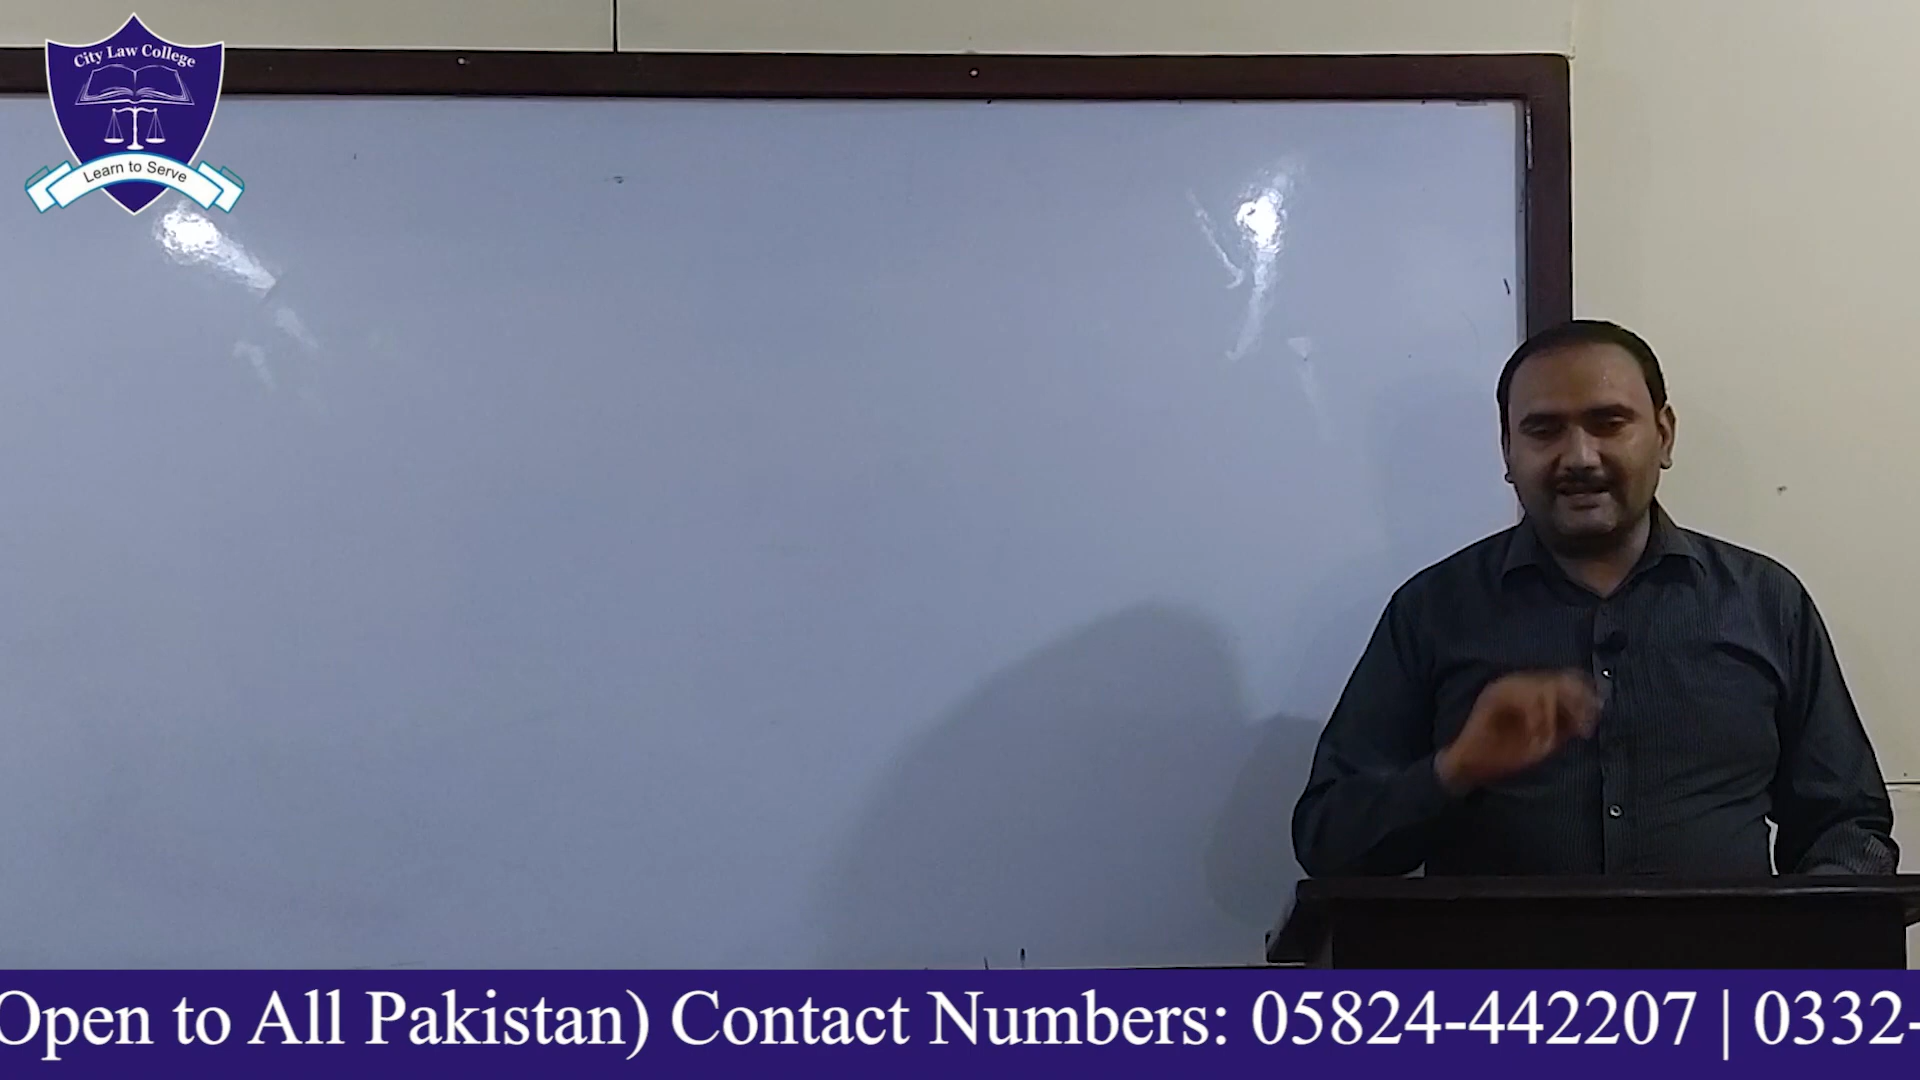 City Law College
Learn to Serve
Open to All Pakistan) Contact Numbers: 05824-442207 | 0332-